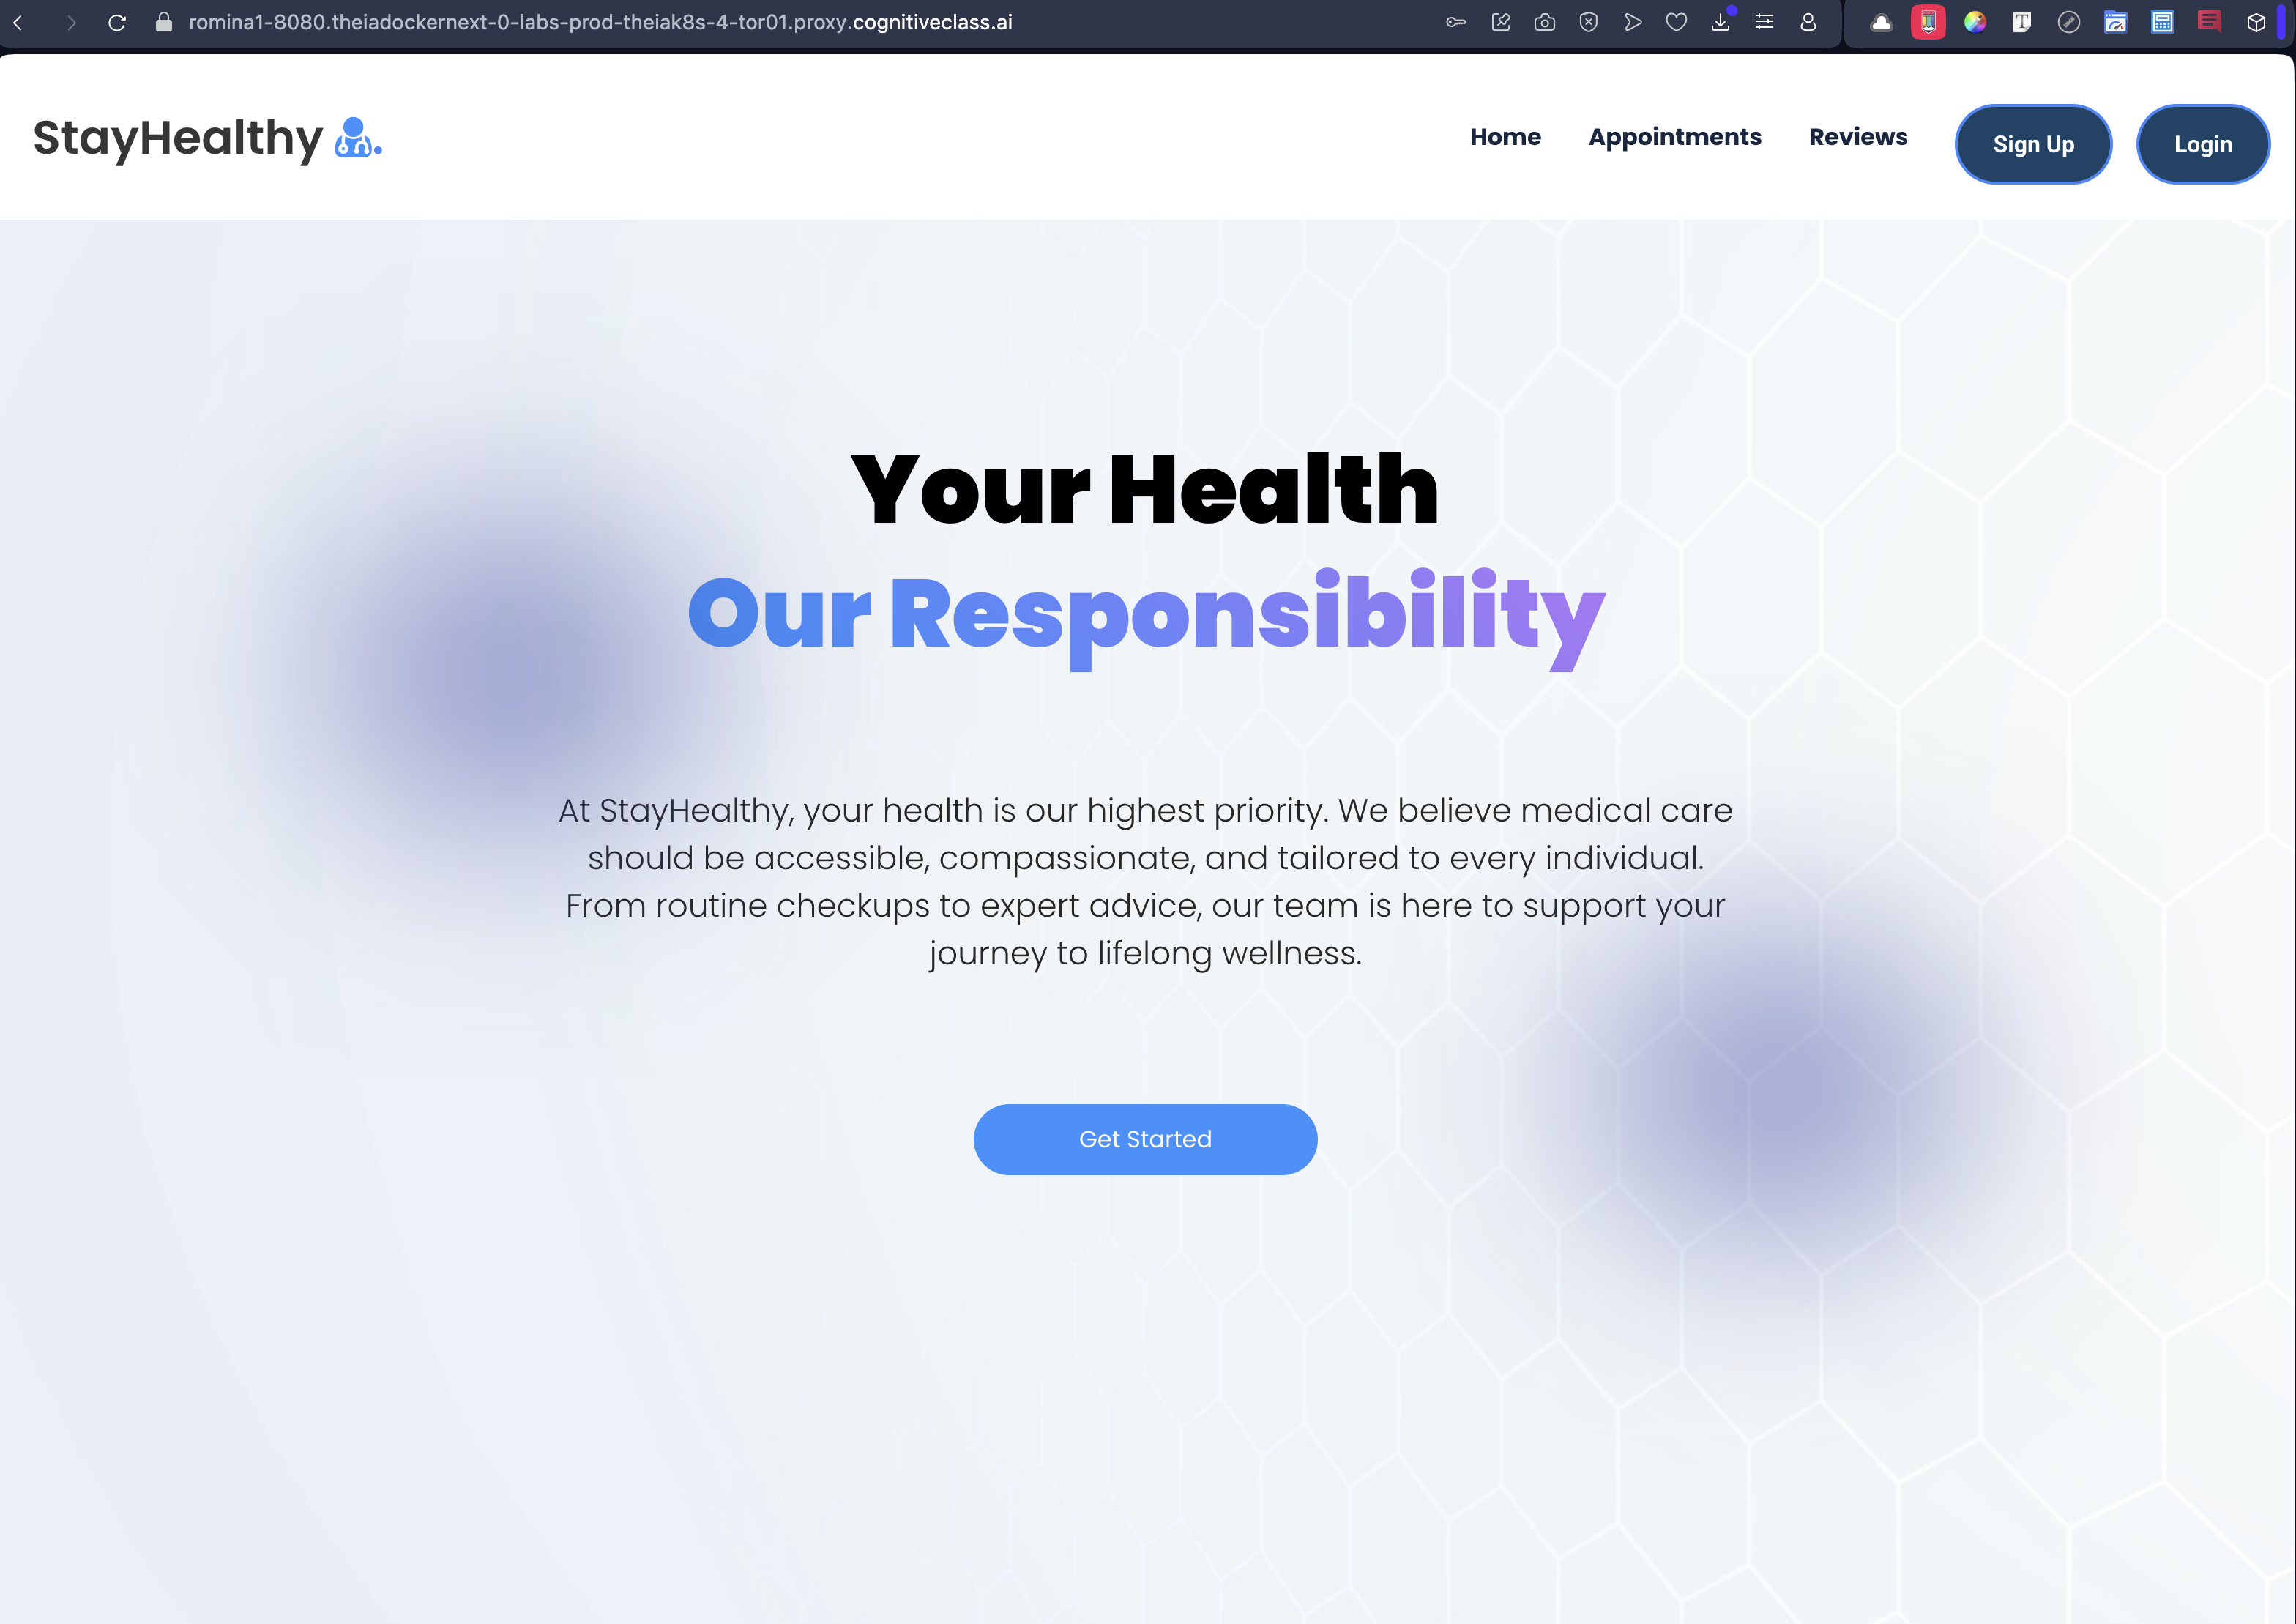 romina1-8080.theiadockernext-0-labs-prod-theiak8s-4-tor01.proxy.cognitiveclass.ai
StayHealthy
Home Appointments Reviews Sign Up Login
Your Health
Our Responsibility
At StayHealthy, your health is our highest priority. We believe medical care
should be accessible, compassionate, and tailored to every individual.
From routine checkups to expert advice, our team is here to support your
journey to lifelong wellness.
Get Started